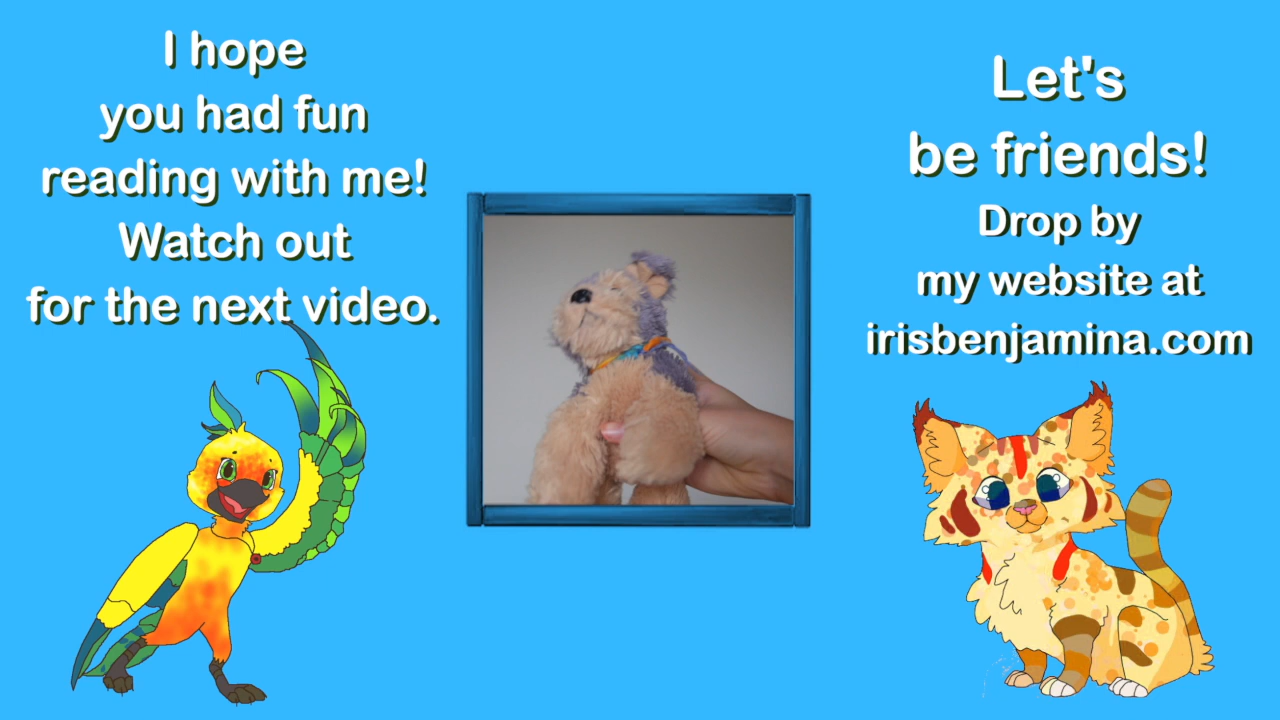 I hope
you had fun
reading with me!
Watch out
for the next video.
Let's
be friends!
Drop by
my website at
irisbenjamina.com